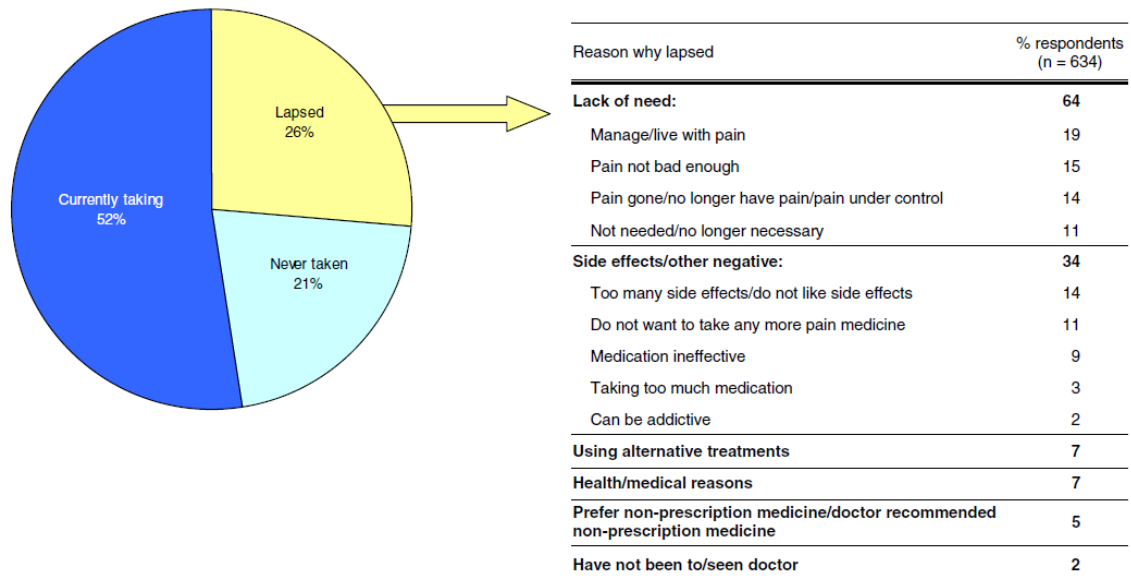 Lapsed
26%
Currently taking
52%
Never taken
21%
Reason why lapsed % respondents
(n = 634)
Lack of need: 64
Manage/live with pain 19
Pain not bad enough 15
Pain gone/no longer have pain/pain under control 14
Not needed/no longer necessary 11
Side effects/other negative: 34
Too many side effects/do not like side effects 14
Do not want to take any more pain medicine 11
Medication ineffective 9
Taking too much medication 3
Can be addictive 2
Using alternative treatments 7
Health/medical reasons 7
Prefer non-prescription medicine/doctor recommended
non-prescription medicine 5
Have not been to/seen doctor 2